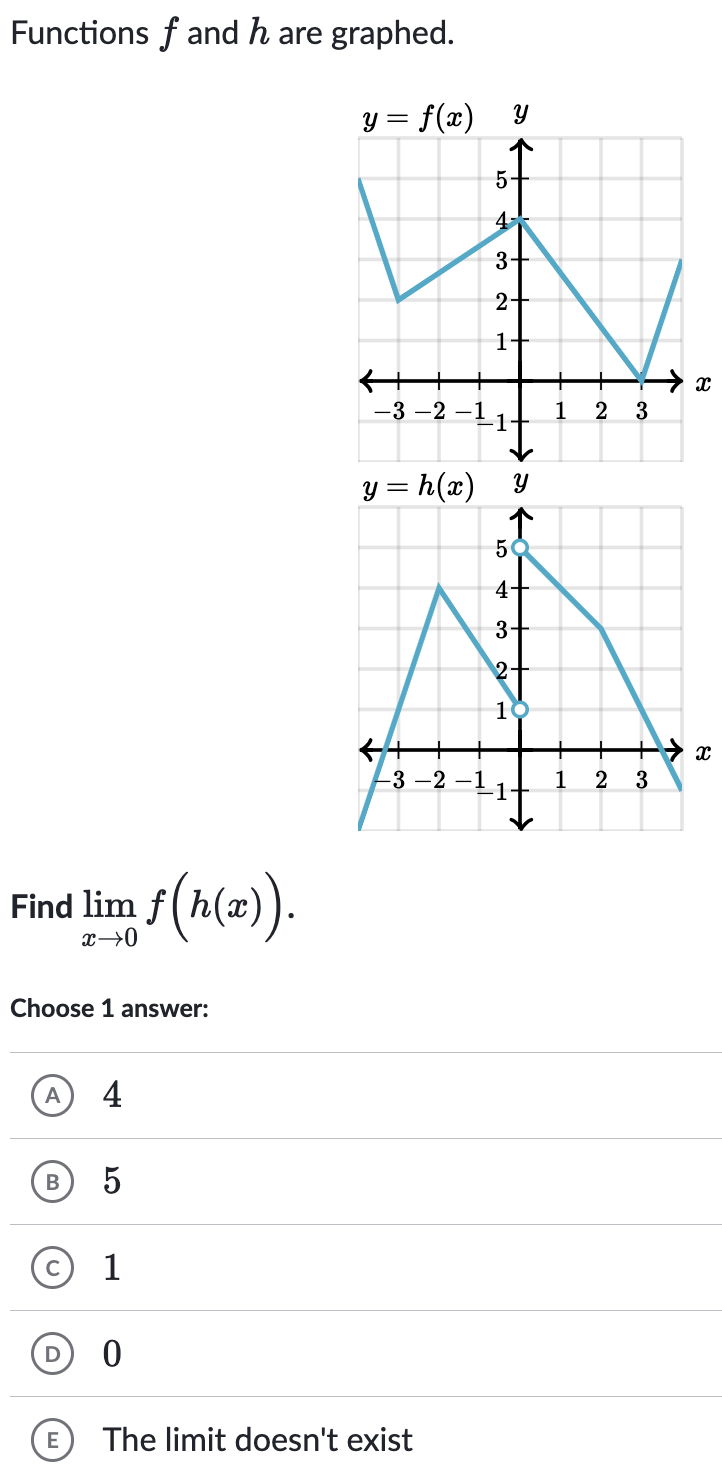 Functions f and h are graphed.
y = f(x) y
5
4
3
2
1
x
−3 −2 −1 1 2 3
−1
y = h(x) y
5
4
3
2
1
x
−3 −2 −1 1 2 3
−1
Find lim x→0 f(h(x)).
Choose 1 answer:
A 4
B 5
C 1
D 0
E The limit doesn't exist